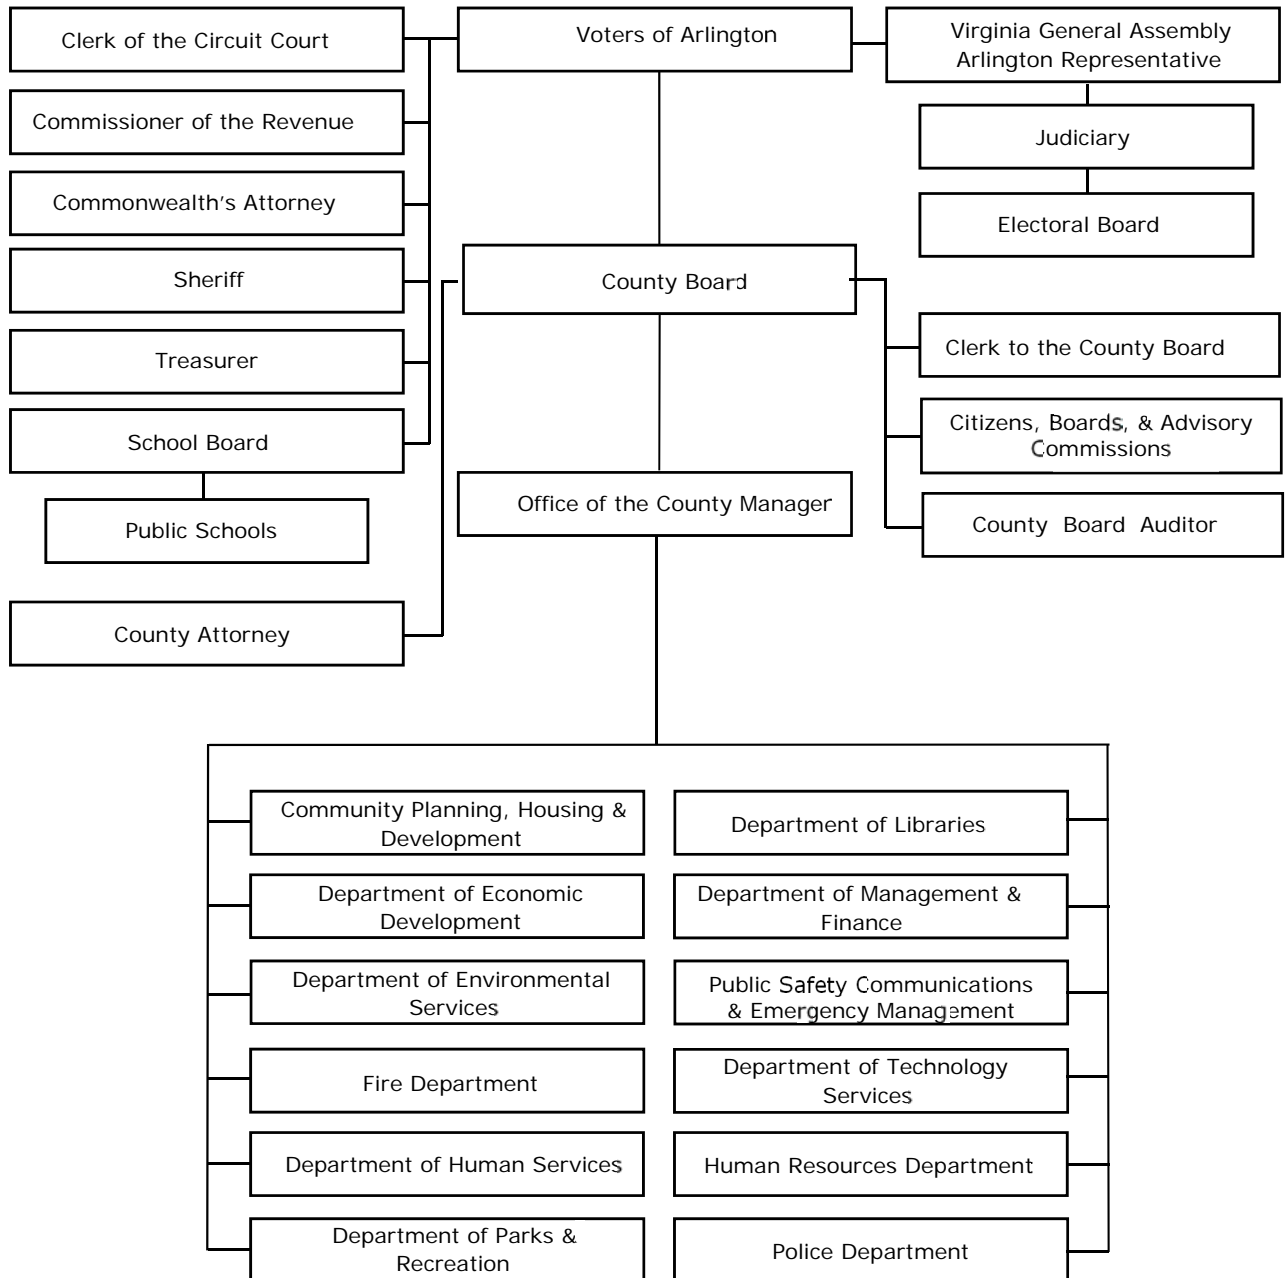 Clerk of the Circuit Court
Voters of Arlington
Virginia General Assembly
Arlington Representative
Commissioner of the Revenue
Judiciary
Commonwealth's Attorney
Electoral Board
Sheriff
County Board
Treasurer
Clerk to the County Board
School Board
Citizens, Boards, & Advisory
Commissions
Public Schools
Office of the County Manager
County Board Auditor
County Attorney
Community Planning, Housing &
Development
Department of Libraries
Department of Economic
Development
Department of Management &
Finance
Department of Environmental
Services
Public Safety Communications
& Emergency Management
Fire Department
Department of Technology
Services
Department of Human Services
Human Resources Department
Department of Parks &
Recreation
Police Department